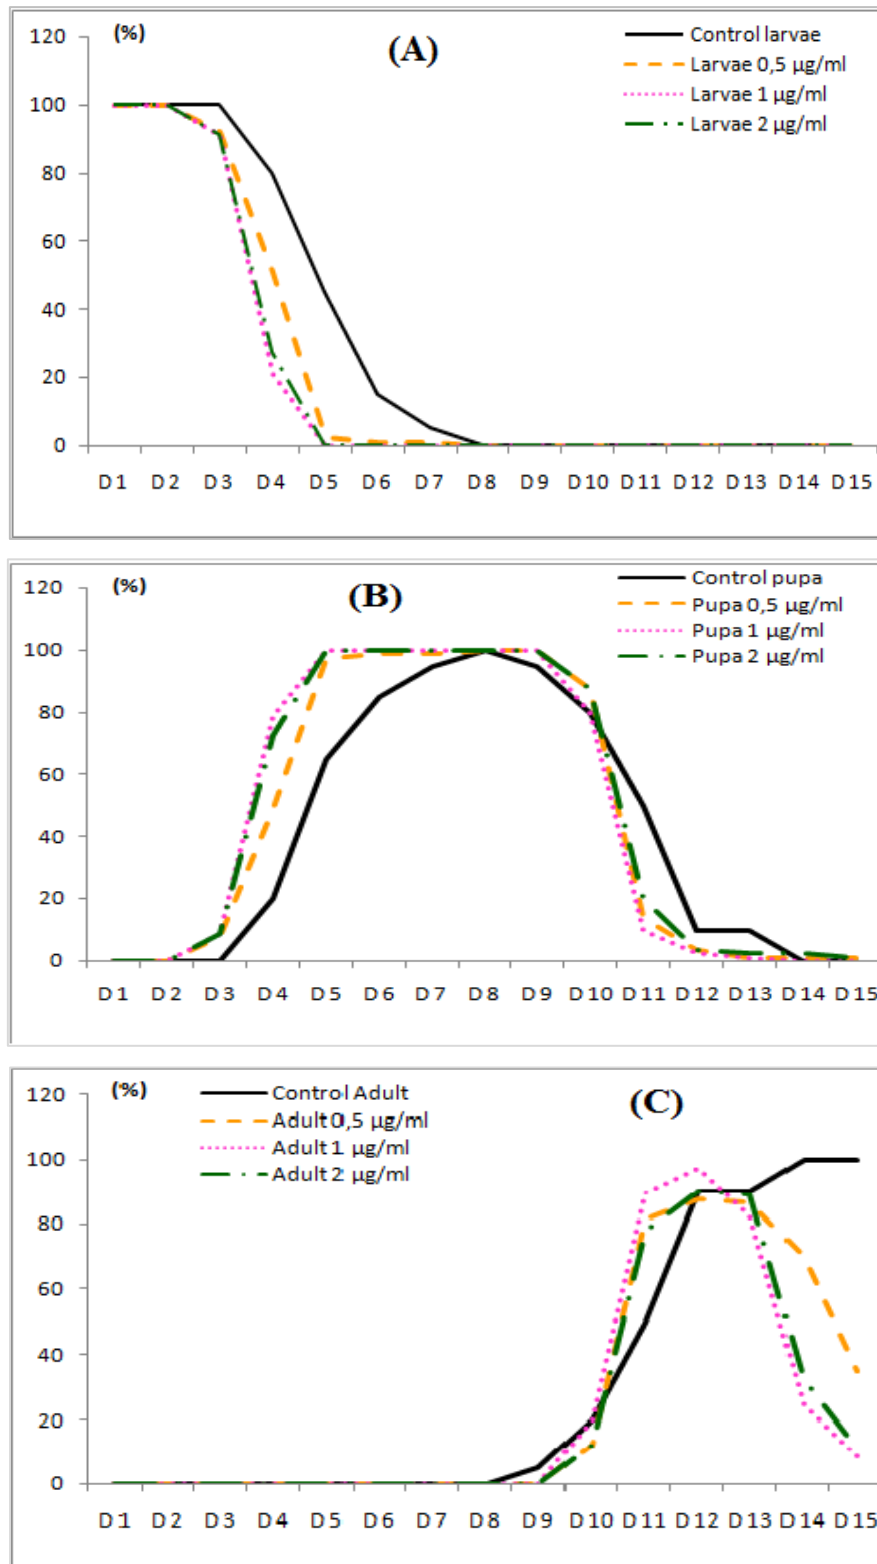 120 (%) (A) Control larvae
Larvae 0,5 µg/ml
100 Larvae 1 µg/ml
Larvae 2 µg/ml
80
60
40
20
0
D1 D2 D3 D4 D5 D6 D7 D8 D9 D10 D11 D12 D13 D14 D15
120 (%) (B) Control pupa
Pupa 0,5 µg/ml
Pupa 1 µg/ml
100 Pupa 2 µg/ml
80
60
40
20
0
D1 D2 D3 D4 D5 D6 D7 D8 D9 D10 D11 D12 D13 D14 D15
120 (%) Control Adult (C)
Adult 0,5 µg/ml
100 Adult 1 µg/ml
Adult 2 µg/ml
80
60
40
20
0
D1 D2 D3 D4 D5 D6 D7 D8 D9 D10 D11 D12 D13 D14 D15